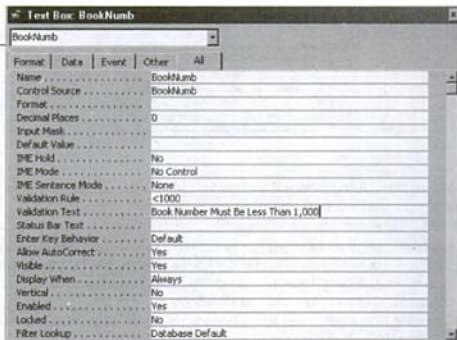 Text Box: BookNumb
BookNumb
Format Data Event Other All
Name . . . . . . . . . . . . . . . . BookNumb
Control Source . . . . . . . . . BookNumb
Format . . . . . . . . . . . . . . .
Decimal Places . . . . . . . . . 0
Input Mask . . . . . . . . . . . .
Default Value . . . . . . . . . .
IME Hold . . . . . . . . . . . . . No
IME Mode . . . . . . . . . . . . No Control
IME Sentence Mode . . . . . . None
Validation Rule . . . . . . . . . <1000
Validation Text . . . . . . . . . Book Number Must Be Less Than 1,000
Status Bar Text . . . . . . . . .
Enter Key Behavior . . . . . . . Default
Allow AutoCorrect . . . . . . . Yes
Visible . . . . . . . . . . . . . . . Yes
Display When . . . . . . . . . . Always
Vertical . . . . . . . . . . . . . . No
Enabled . . . . . . . . . . . . . . Yes
Locked . . . . . . . . . . . . . . . No
Filter Lookup . . . . . . . . . . . Database Default